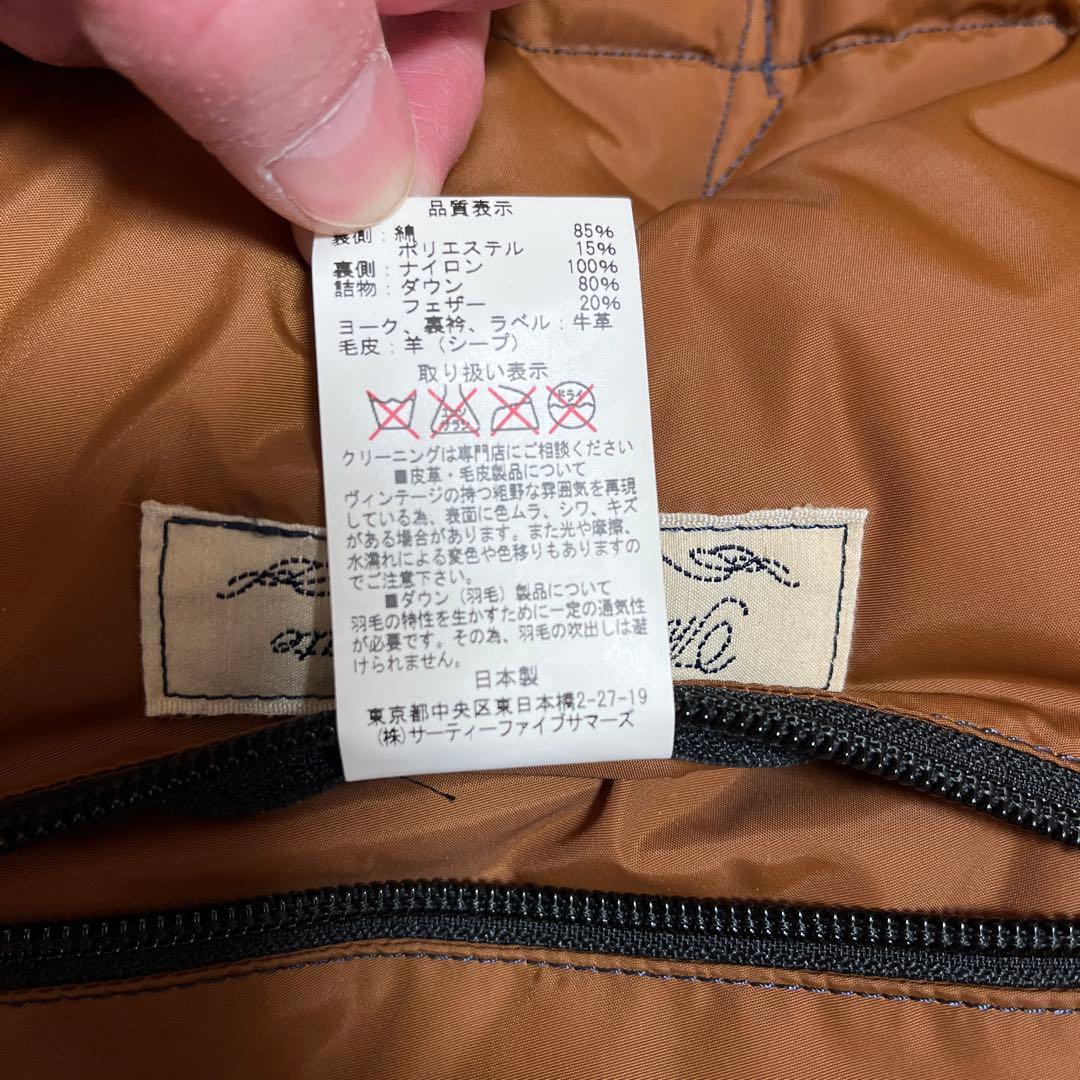 品質表示
裏側：綿 85%
ポリエステル 15%
裏側：ナイロン 100%
詰物：ダウン 80%
フェザー 20%
ヨーク、裏衿、ラベル：牛革
毛皮：羊（シープ）
取り扱い表示
エンソ サラシ ドライ
クリーニングは専門店にご相談ください
■皮革・毛皮製品について
ヴィンテージの持つ粗野な雰囲気を再現
している為、表面に色ムラ、シワ、キズ
がある場合があります。また光や摩擦、
水濡れによる変色や色移りもありますの
でご注意下さい。
■ダウン（羽毛）製品について
羽毛の特性を生かすために一定の通気性
が必要です。その為、羽毛の吹出しは避
けられません。
日本製
東京都中央区東日本橋2-27-19
(株)サーティーファイブサマーズ